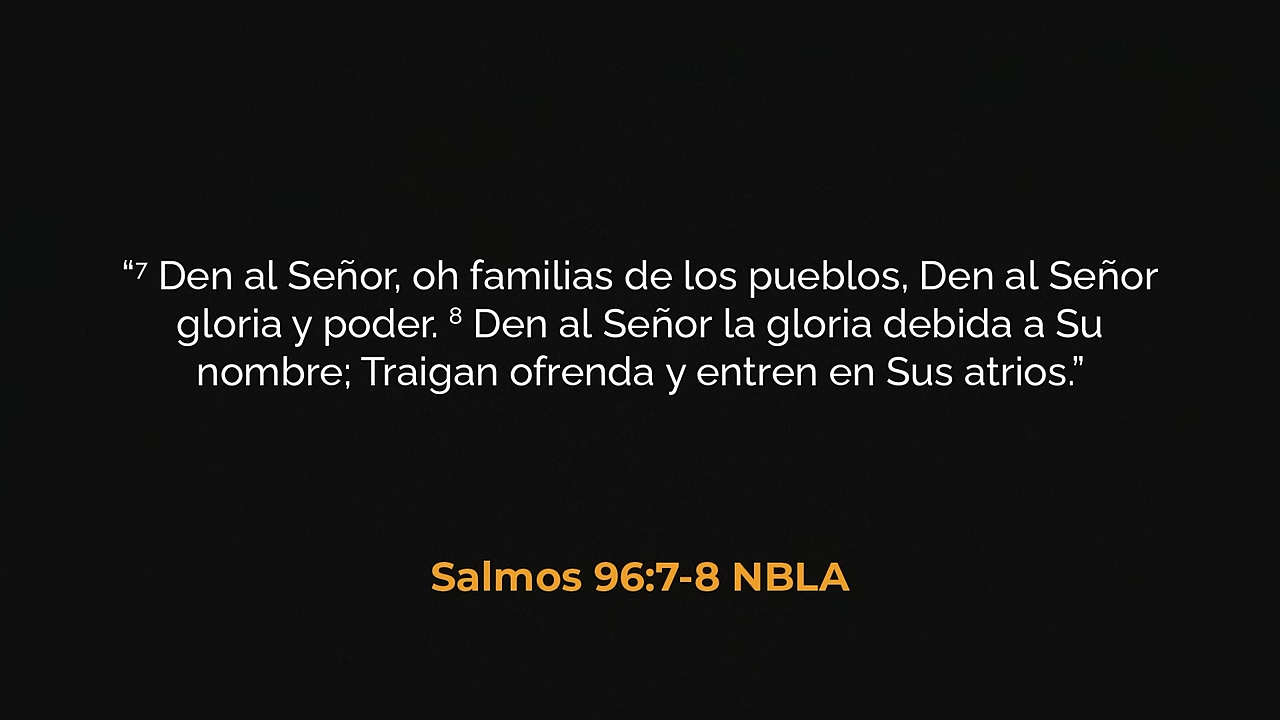 “⁷ Den al Señor, oh familias de los pueblos, Den al Señor
gloria y poder. ⁸ Den al Señor la gloria debida a Su
nombre; Traigan ofrenda y entren en Sus atrios.”
Salmos 96:7-8 NBLA